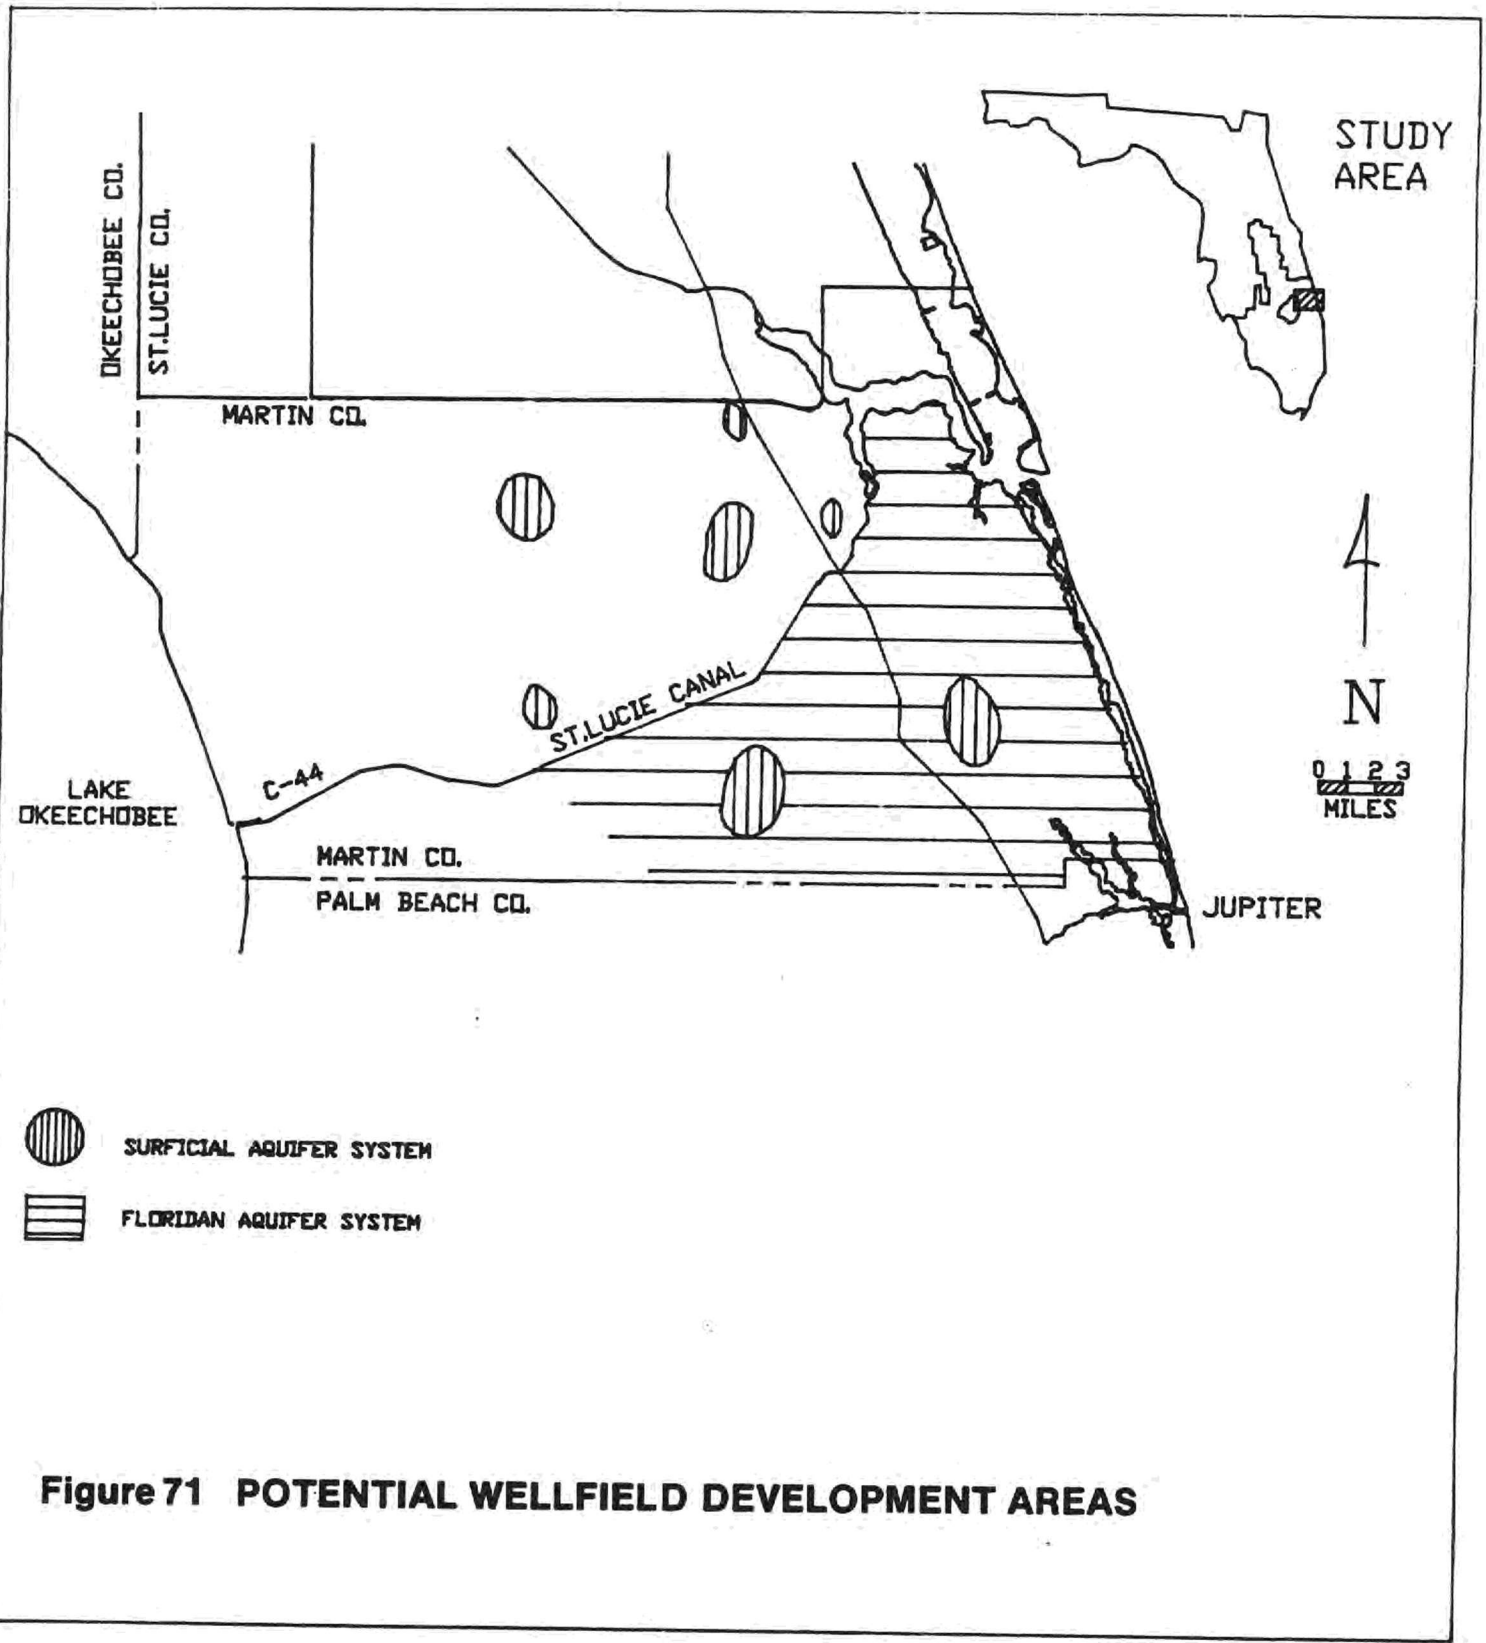 STUDY
AREA
OKEECHOBEE CO.
ST.LUCIE CO.
MARTIN CO.
ST.LUCIE CANAL
C-44
LAKE
OKEECHOBEE
MARTIN CO.
PALM BEACH CO.
JUPITER
N
0 1 2 3
MILES
SURFICIAL AQUIFER SYSTEM
FLORIDAN AQUIFER SYSTEM
Figure 71 POTENTIAL WELLFIELD DEVELOPMENT AREAS